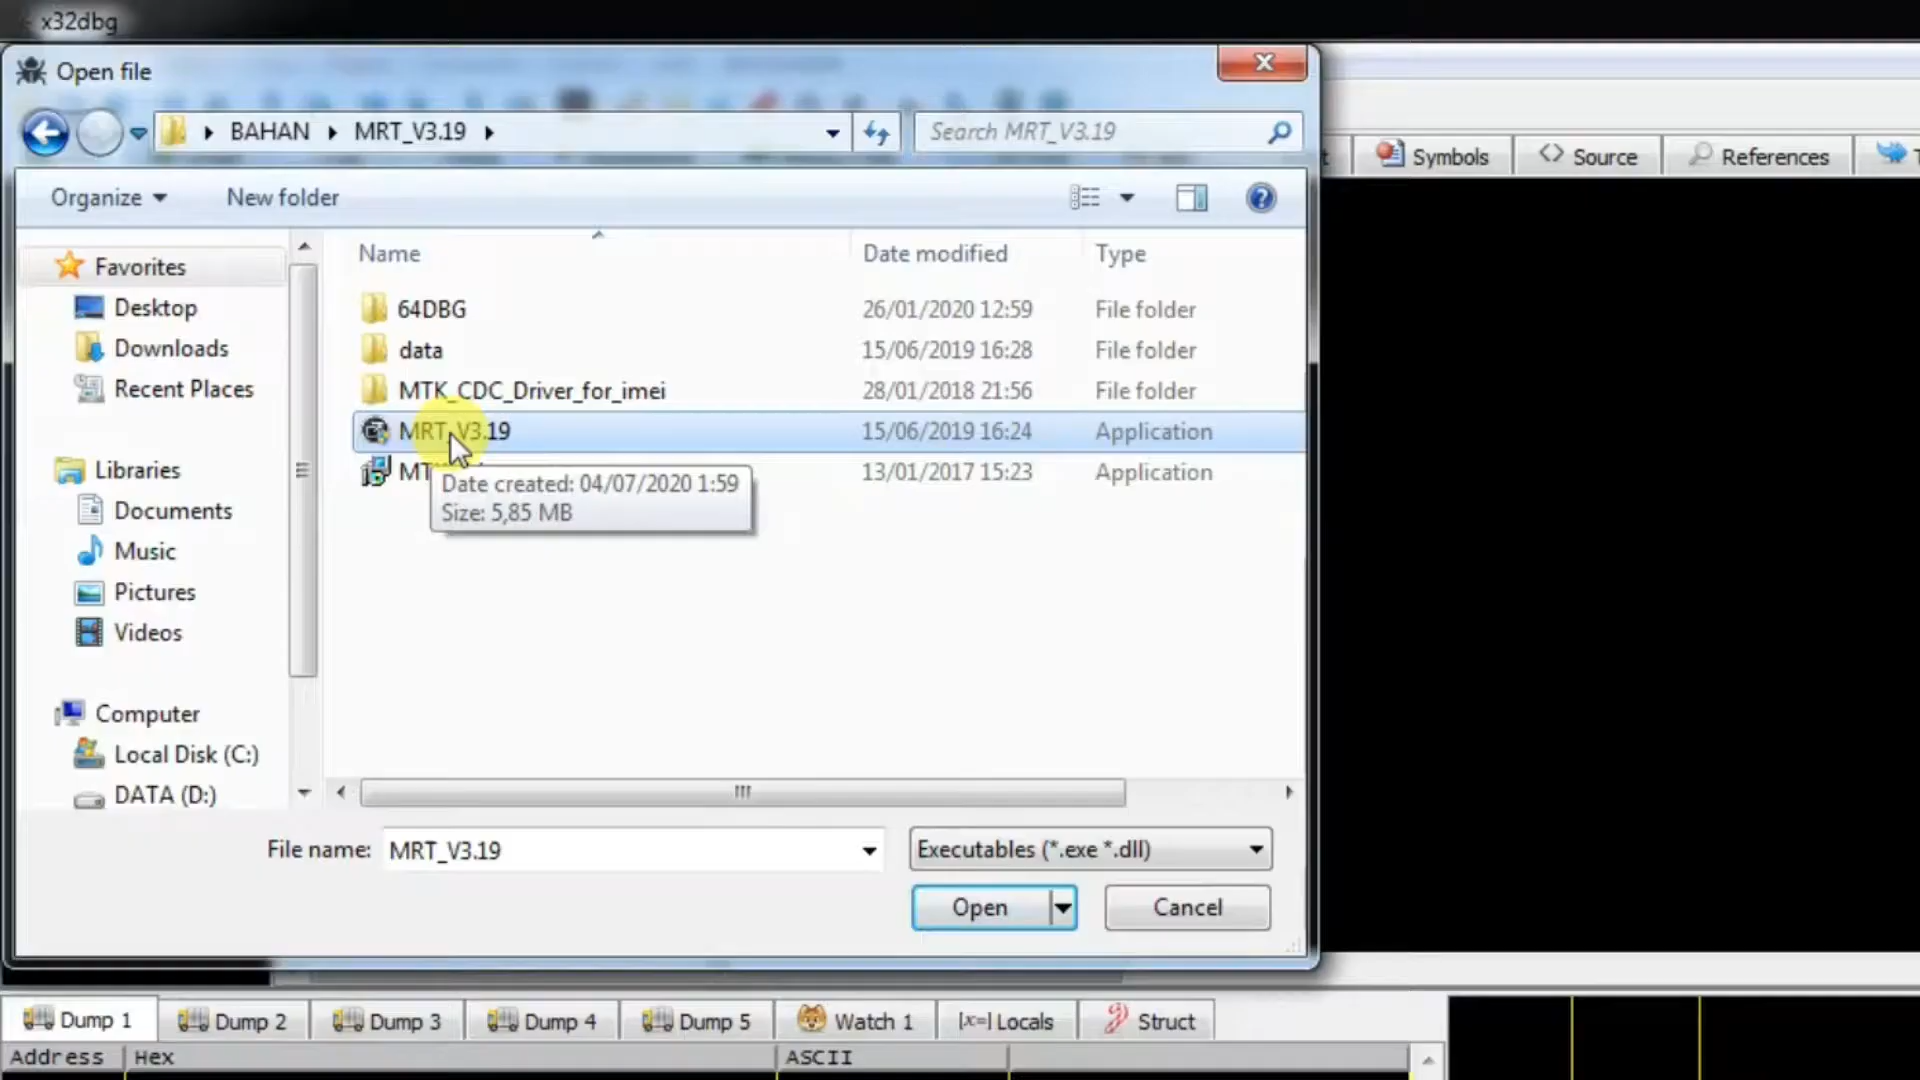 x32dbg
Open file
BAHAN MRT_V3.19
Search MRT_V3.19
Symbols
Source
References
Organize
New folder
Name
Date modified
Type
Favorites
Desktop
Downloads
Recent Places
Libraries
Documents
Music
Pictures
Videos
Computer
Local Disk (C:)
DATA (D:)
64DBG 26/01/2020 12:59 File folder
data 15/06/2019 16:28 File folder
MTK_CDC_Driver_for_imei 28/01/2018 21:56 File folder
MRT_V3.19 15/06/2019 16:24 Application
13/01/2017 15:23 Application
Date created: 04/07/2020 1:59
Size: 5,85 MB
File name: MRT_V3.19
Executables (*.exe *.dll)
Open
Cancel
Dump 1
Dump 2
Dump 3
Dump 4
Dump 5
Watch 1
[x=] Locals
Struct
Address
Hex
ASCII